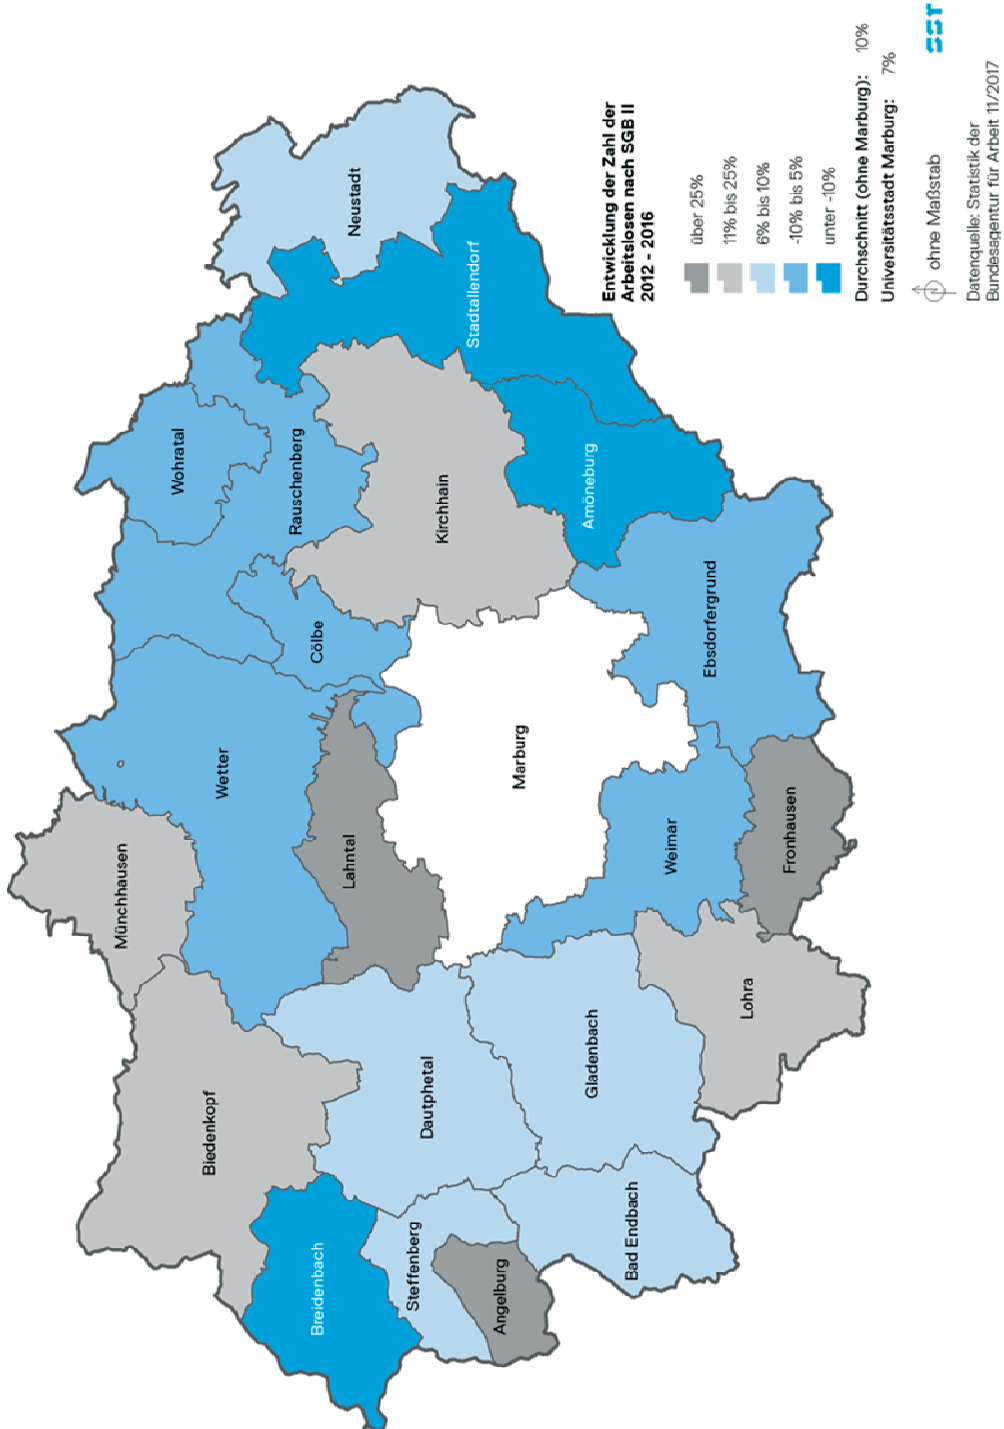 Münchhausen
Biedenkopf
Wetter
Wohratal
Rauschenberg
Neustadt
Cölbe
Lahntal
Breidenbach
Dautphetal
Steffenberg
Angelburg
Kirchhain
Stadtallendorf
Amöneburg
Marburg
Gladenbach
Bad Endbach
Weimar
Ebsdorfergrund
Lohra
Fronhausen
Entwicklung der Zahl der
Arbeitslosen nach SGB II
2012 - 2016
über 25%
11% bis 25%
6% bis 10%
-10% bis 5%
unter -10%
Durchschnitt (ohne Marburg): 10%
Universitätsstadt Marburg: 7%
ohne Maßstab
Datenquelle: Statistik der
Bundesagentur für Arbeit 11/2017